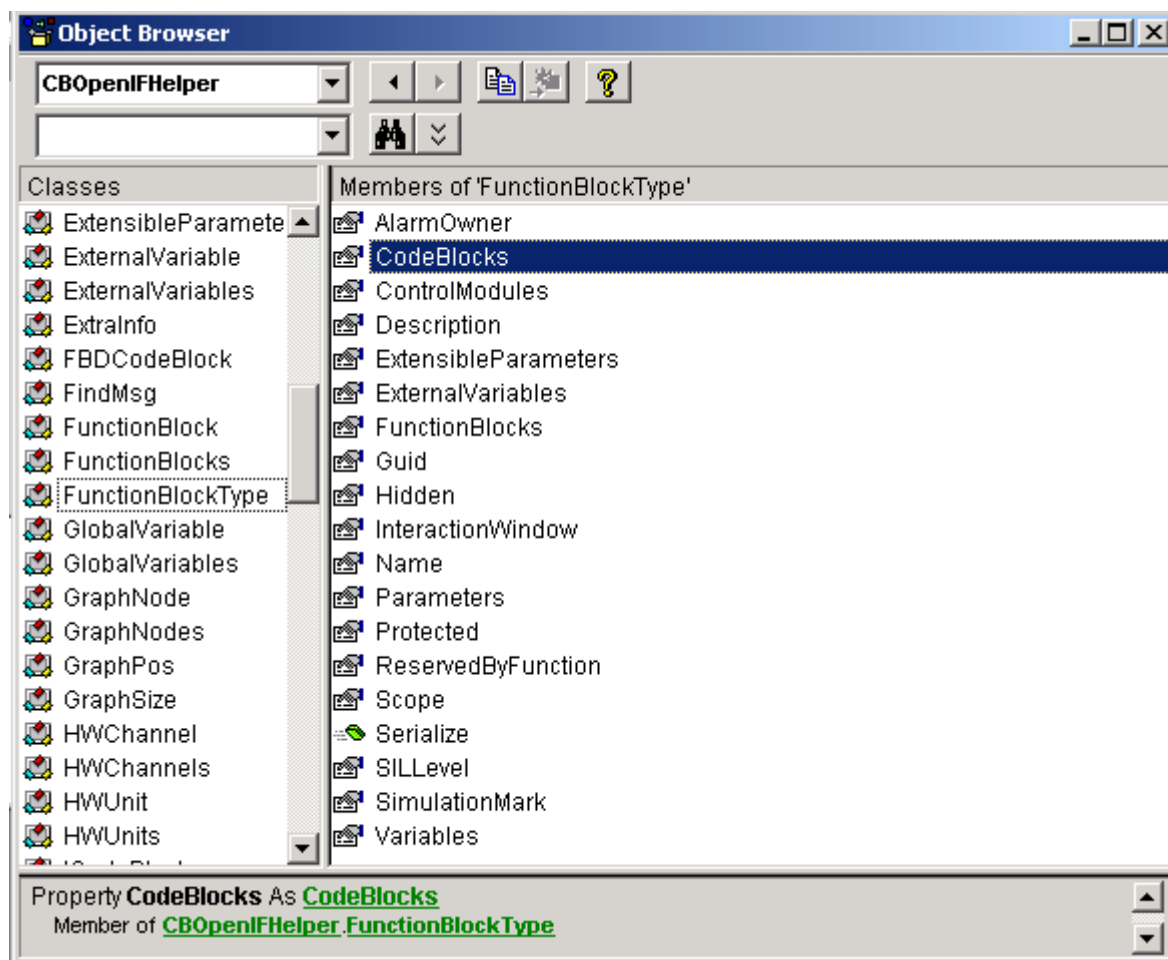 Object Browser
CBOpenIFHelper
Classes
Members of 'FunctionBlockType'
ExtensibleParamete
ExternalVariable
ExternalVariables
ExtraInfo
FBDCodeBlock
FindMsg
FunctionBlock
FunctionBlocks
FunctionBlockType
GlobalVariable
GlobalVariables
GraphNode
GraphNodes
GraphPos
GraphSize
HWChannel
HWChannels
HWUnit
HWUnits
AlarmOwner
CodeBlocks
ControlModules
Description
ExtensibleParameters
ExternalVariables
FunctionBlocks
Guid
Hidden
InteractionWindow
Name
Parameters
Protected
ReservedByFunction
Scope
Serialize
SILLevel
SimulationMark
Variables
Property CodeBlocks As CodeBlocks
Member of CBOpenIFHelper.FunctionBlockType